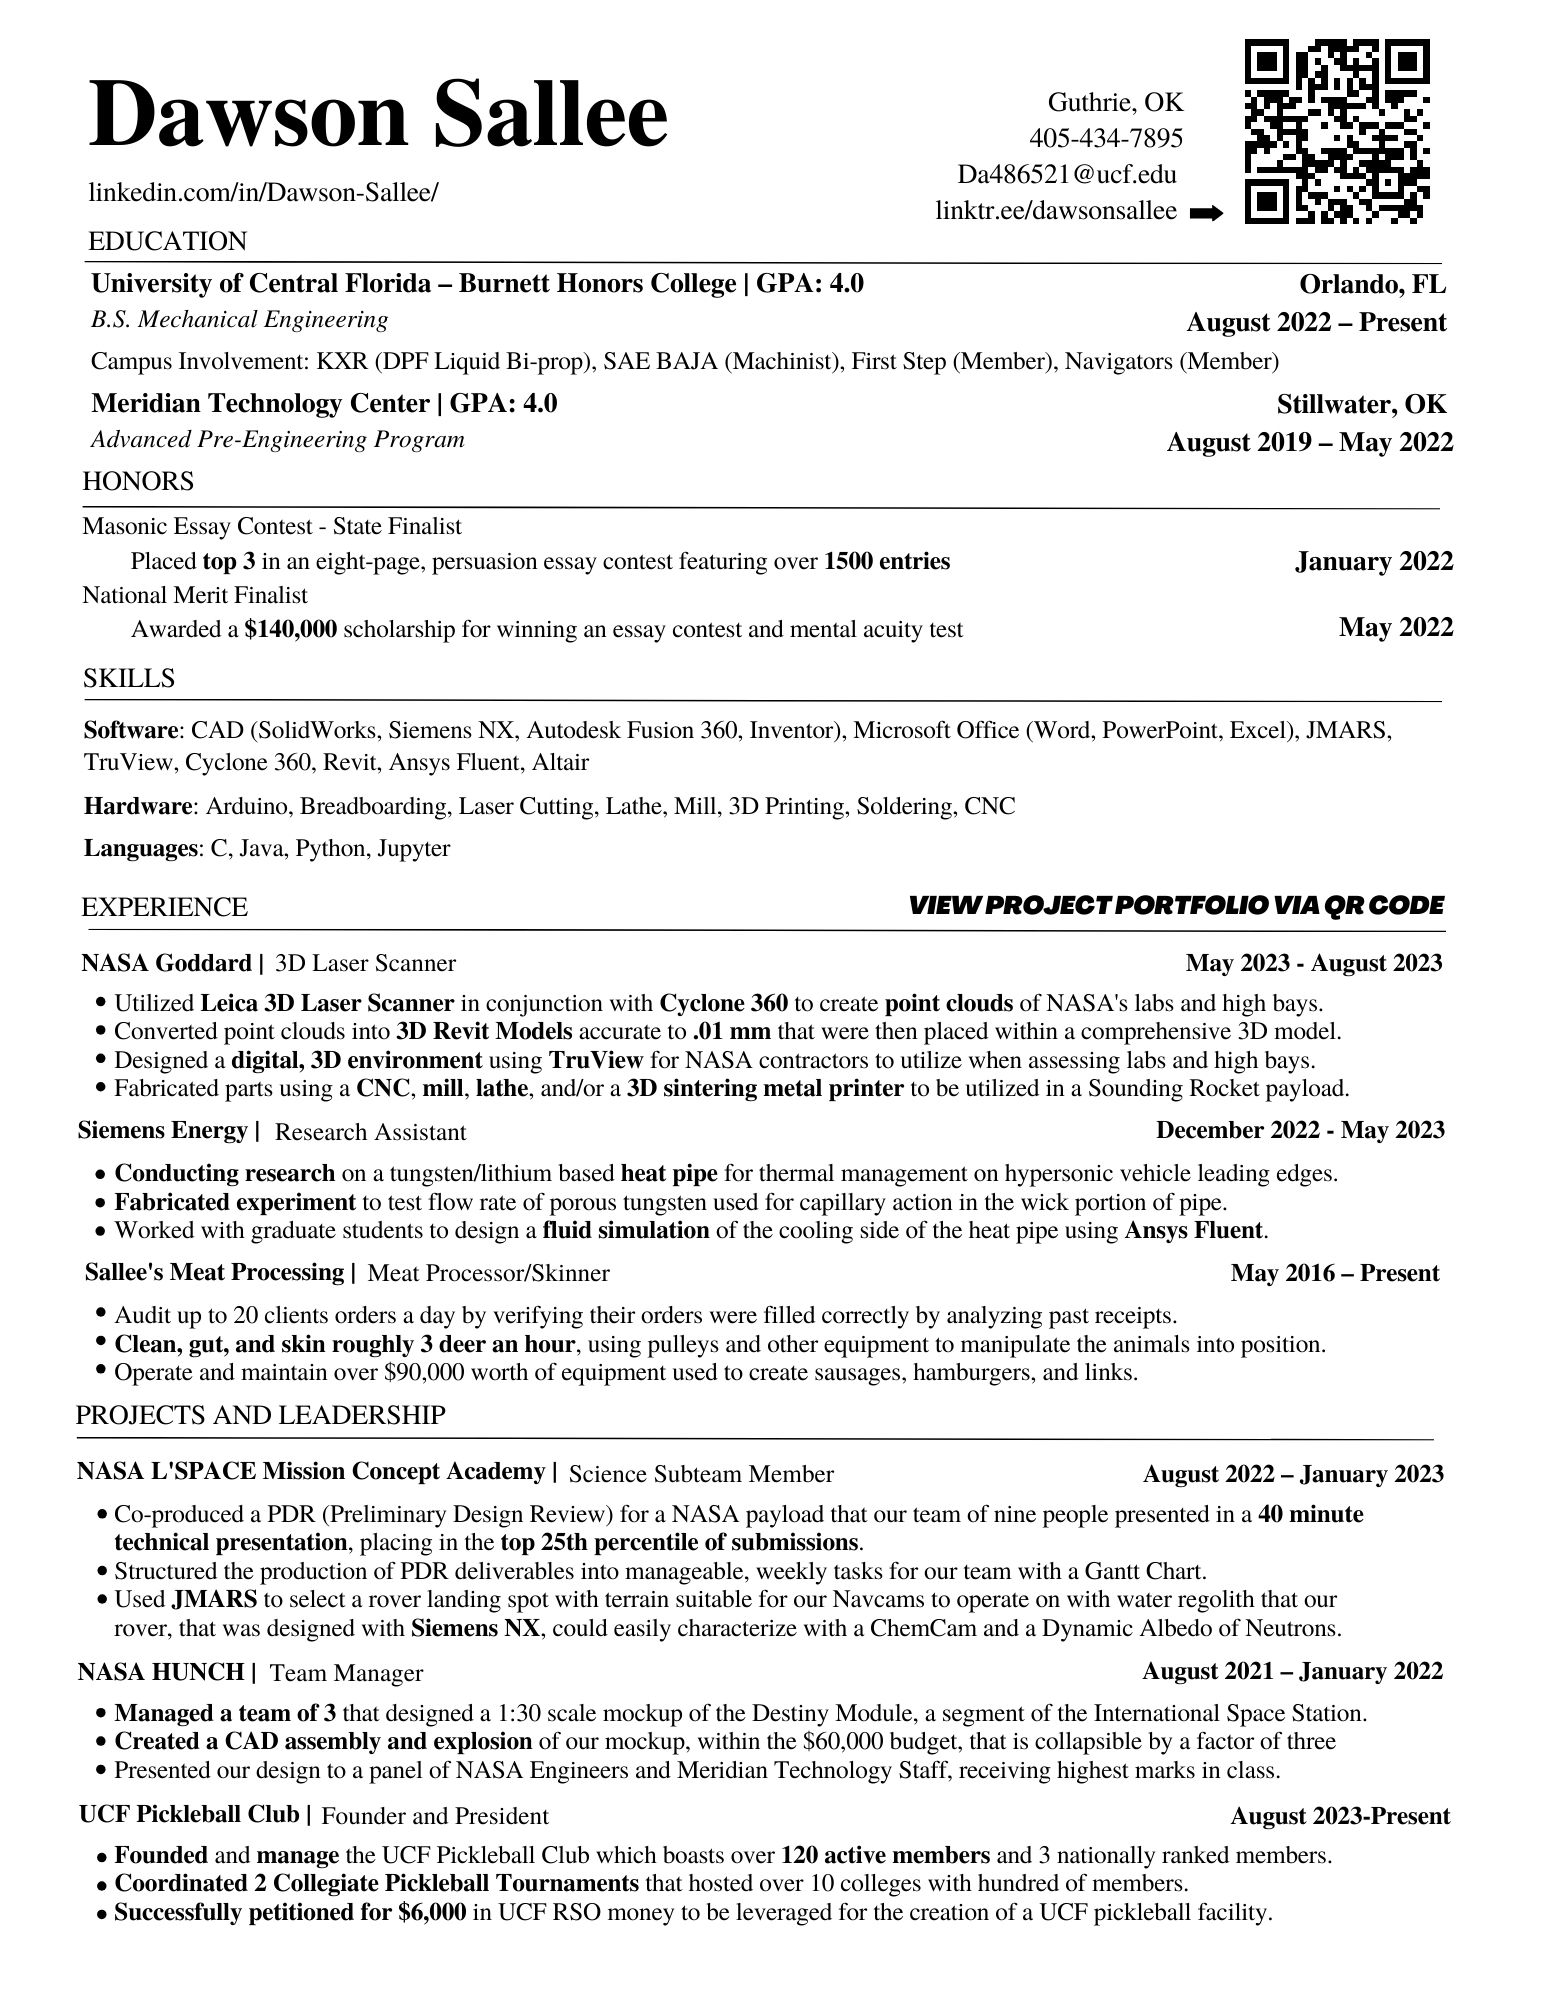 Dawson Sallee
linkedin.com/in/Dawson-Sallee/
Guthrie, OK
405-434-7895
Da486521@ucf.edu
linktr.ee/dawsonsallee
EDUCATION
University of Central Florida – Burnett Honors College | GPA: 4.0 Orlando, FL
B.S. Mechanical Engineering August 2022 – Present
Campus Involvement: KXR (DPF Liquid Bi-prop), SAE BAJA (Machinist), First Step (Member), Navigators (Member)
Meridian Technology Center | GPA: 4.0 Stillwater, OK
Advanced Pre-Engineering Program August 2019 – May 2022
HONORS
Masonic Essay Contest - State Finalist
Placed top 3 in an eight-page, persuasion essay contest featuring over 1500 entries January 2022
National Merit Finalist
Awarded a $140,000 scholarship for winning an essay contest and mental acuity test May 2022
SKILLS
Software: CAD (SolidWorks, Siemens NX, Autodesk Fusion 360, Inventor), Microsoft Office (Word, PowerPoint, Excel), JMARS,
TruView, Cyclone 360, Revit, Ansys Fluent, Altair
Hardware: Arduino, Breadboarding, Laser Cutting, Lathe, Mill, 3D Printing, Soldering, CNC
Languages: C, Java, Python, Jupyter
EXPERIENCE VIEW PROJECT PORTFOLIO VIA QR CODE
NASA Goddard | 3D Laser Scanner May 2023 - August 2023
• Utilized Leica 3D Laser Scanner in conjunction with Cyclone 360 to create point clouds of NASA's labs and high bays.
• Converted point clouds into 3D Revit Models accurate to .01 mm that were then placed within a comprehensive 3D model.
• Designed a digital, 3D environment using TruView for NASA contractors to utilize when assessing labs and high bays.
• Fabricated parts using a CNC, mill, lathe, and/or a 3D sintering metal printer to be utilized in a Sounding Rocket payload.
Siemens Energy | Research Assistant December 2022 - May 2023
• Conducting research on a tungsten/lithium based heat pipe for thermal management on hypersonic vehicle leading edges.
• Fabricated experiment to test flow rate of porous tungsten used for capillary action in the wick portion of pipe.
• Worked with graduate students to design a fluid simulation of the cooling side of the heat pipe using Ansys Fluent.
Sallee's Meat Processing | Meat Processor/Skinner May 2016 – Present
• Audit up to 20 clients orders a day by verifying their orders were filled correctly by analyzing past receipts.
• Clean, gut, and skin roughly 3 deer an hour, using pulleys and other equipment to manipulate the animals into position.
• Operate and maintain over $90,000 worth of equipment used to create sausages, hamburgers, and links.
PROJECTS AND LEADERSHIP
NASA L'SPACE Mission Concept Academy | Science Subteam Member August 2022 – January 2023
• Co-produced a PDR (Preliminary Design Review) for a NASA payload that our team of nine people presented in a 40 minute
technical presentation, placing in the top 25th percentile of submissions.
• Structured the production of PDR deliverables into manageable, weekly tasks for our team with a Gantt Chart.
• Used JMARS to select a rover landing spot with terrain suitable for our Navcams to operate on with water regolith that our
rover, that was designed with Siemens NX, could easily characterize with a ChemCam and a Dynamic Albedo of Neutrons.
NASA HUNCH | Team Manager August 2021 – January 2022
• Managed a team of 3 that designed a 1:30 scale mockup of the Destiny Module, a segment of the International Space Station.
• Created a CAD assembly and explosion of our mockup, within the $60,000 budget, that is collapsible by a factor of three
• Presented our design to a panel of NASA Engineers and Meridian Technology Staff, receiving highest marks in class.
UCF Pickleball Club | Founder and President August 2023-Present
• Founded and manage the UCF Pickleball Club which boasts over 120 active members and 3 nationally ranked members.
• Coordinated 2 Collegiate Pickleball Tournaments that hosted over 10 colleges with hundred of members.
• Successfully petitioned for $6,000 in UCF RSO money to be leveraged for the creation of a UCF pickleball facility.